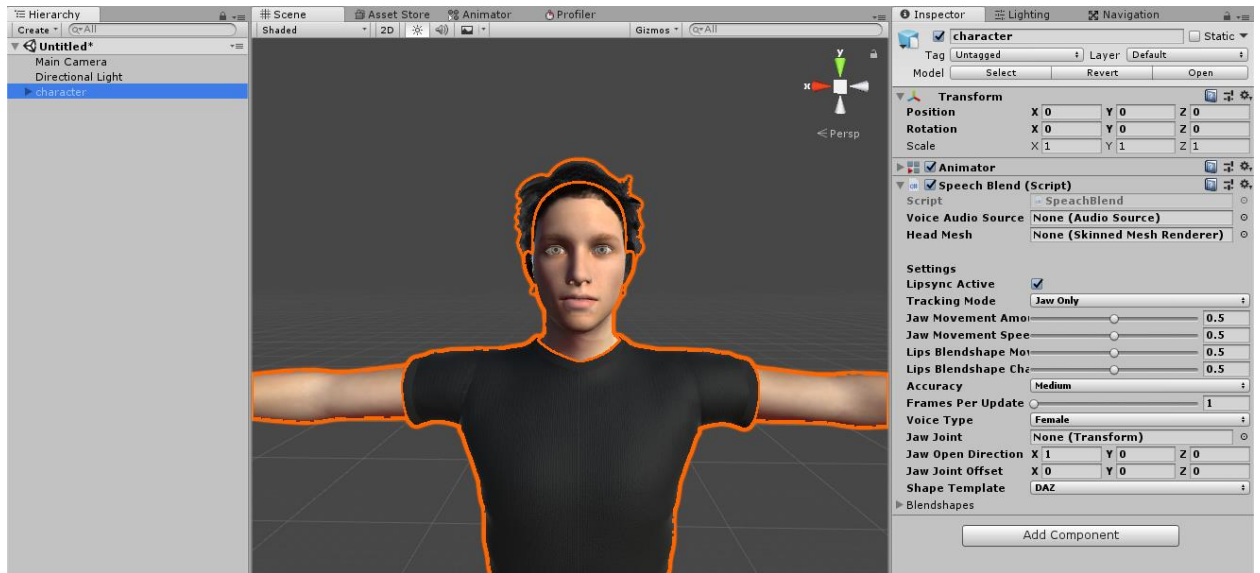 Hierarchy
Create
All
Untitled*
Main Camera
Directional Light
character
Scene
Asset Store
Animator
Profiler
Shaded
2D
Gizmos
All
y
x
Persp
Inspector
Lighting
Navigation
character
Static
Tag Untagged Layer Default
Model Select Revert Open
Transform
Position X 0 Y 0 Z 0
Rotation X 0 Y 0 Z 0
Scale X 1 Y 1 Z 1
Animator
Speech Blend (Script)
Script SpeachBlend
Voice Audio Source None (Audio Source)
Head Mesh None (Skinned Mesh Renderer)
Settings
Lipsync Active
Tracking Mode Jaw Only
Jaw Movement Amo 0.5
Jaw Movement Spee 0.5
Lips Blendshape Mo 0.5
Lips Blendshape Cha 0.5
Accuracy Medium
Frames Per Update 1
Voice Type Female
Jaw Joint None (Transform)
Jaw Open Direction X 1 Y 0 Z 0
Jaw Joint Offset X 0 Y 0 Z 0
Shape Template DAZ
Blendshapes
Add Component